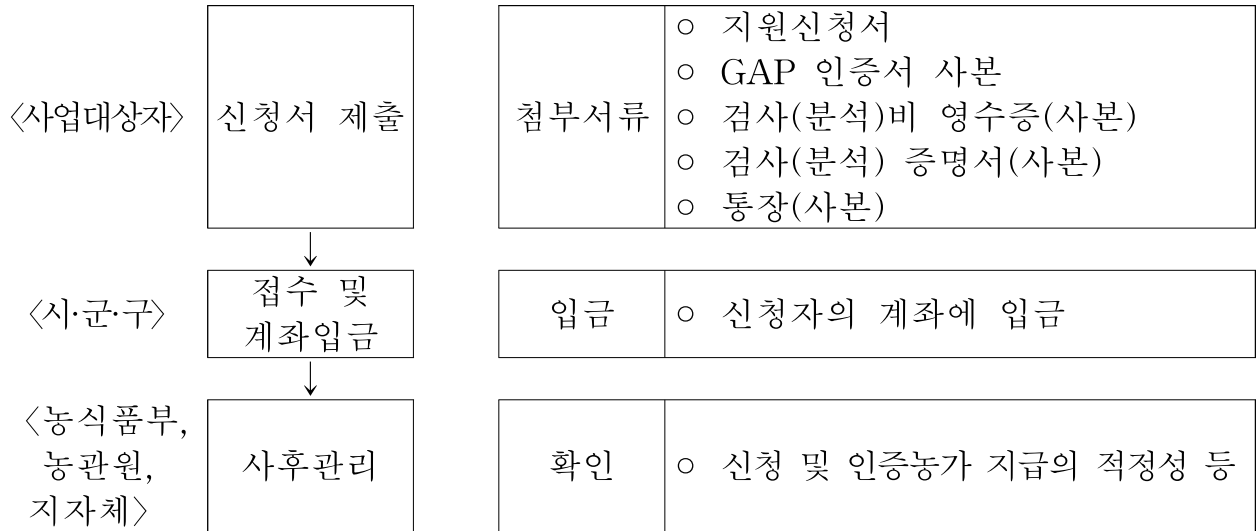 ○ 지원신청서
○ GAP 인증서 사본
<사업대상자> 신청서 제출 첨부서류 ○ 검사(분석)비 영수증(사본)
○ 검사(분석) 증명서(사본)
○ 통장(사본)
↓
<시·군·구> 접수 및 계좌입금 입금 ○ 신청자의 계좌에 입금
↓
<농식품부,
농관원, 사후관리 확인 ○ 신청 및 인증농가 지급의 적정성 등
지자체>